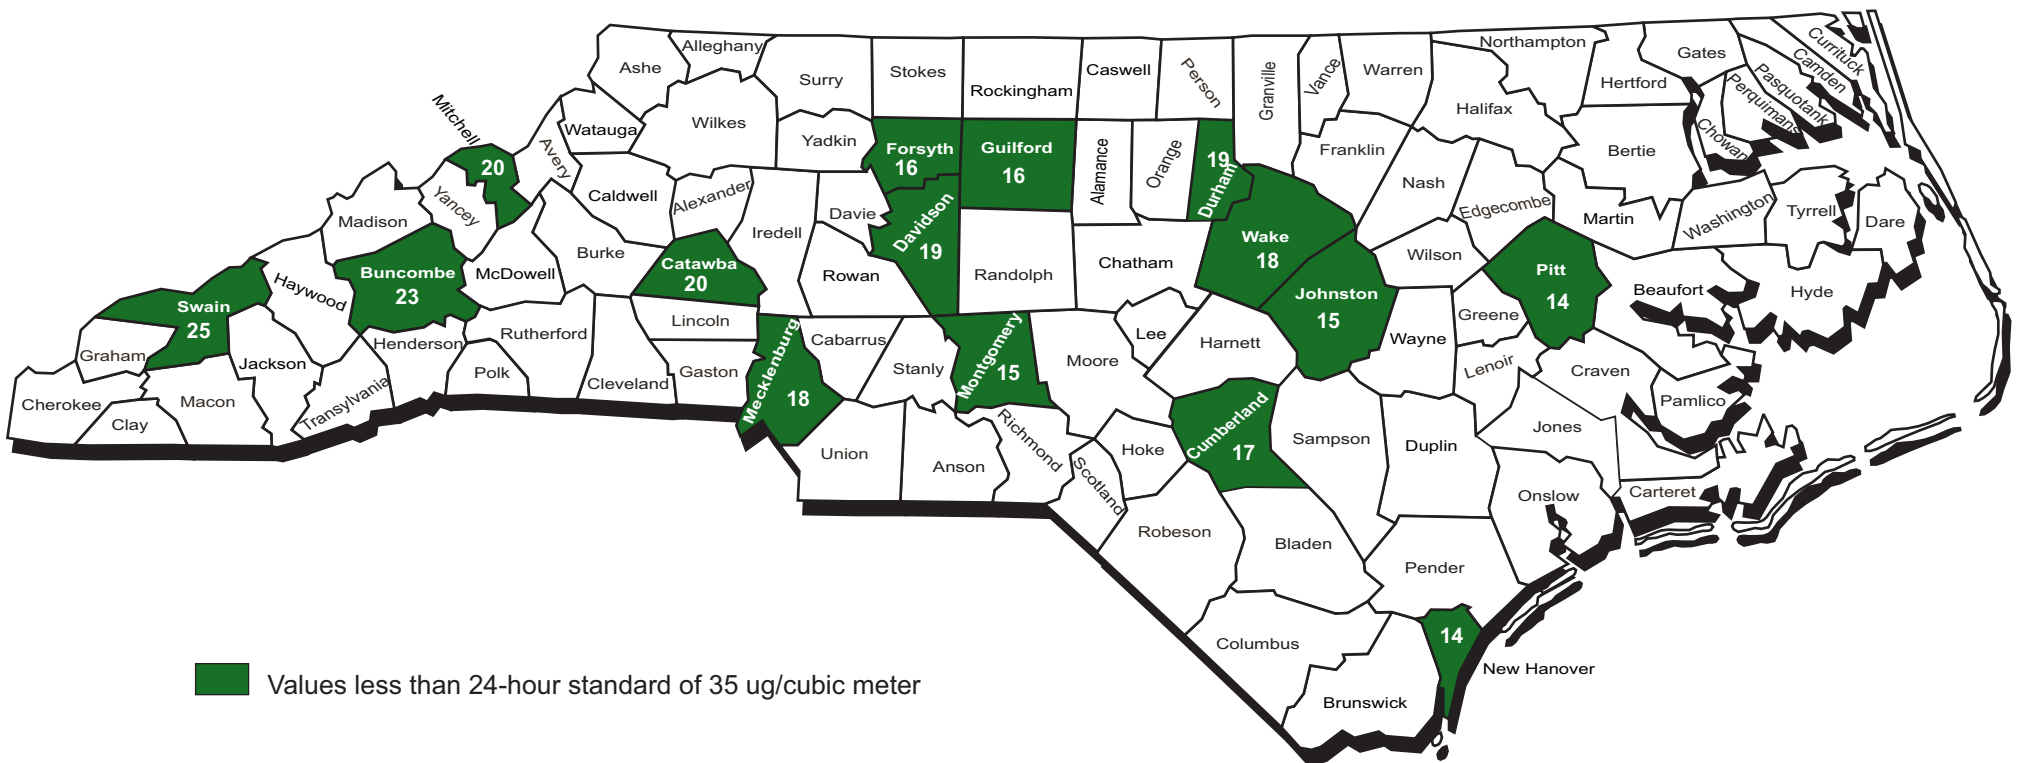 Ashe
Alleghany
Surry
Stokes
Rockingham
Caswell
Person
Granville
Vance
Warren
Northampton
Halifax
Hertford
Gates
Currituck
Camden
Pasquotank
Perquimans
Chowan
Mitchell
20
Avery
Watauga
Wilkes
Yadkin
Forsyth
16
Guilford
16
Alamance
Orange
19
Durham
Franklin
Nash
Edgecombe
Bertie
Martin
Washington
Tyrrell
Dare
Madison
Yancey
Caldwell
Alexander
Iredell
Davie
Davidson
19
Randolph
Chatham
Wake
18
Johnston
15
Wilson
Pitt
14
Beaufort
Hyde
Swain
25
Haywood
Buncombe
23
McDowell
Burke
Catawba
20
Rowan
Lincoln
Rutherford
Henderson
Graham
Jackson
Cherokee
Clay
Macon
Transylvania
Polk
Cleveland
Gaston
Mecklenburg
18
Cabarrus
Stanly
Montgomery
15
Moore
Lee
Harnett
Wayne
Greene
Lenoir
Craven
Pamlico
Jones
Union
Anson
Richmond
Scotland
Hoke
Cumberland
17
Sampson
Duplin
Onslow
Carteret
Robeson
Bladen
Pender
Columbus
14
New Hanover
Brunswick
Values less than 24-hour standard of 35 ug/cubic meter